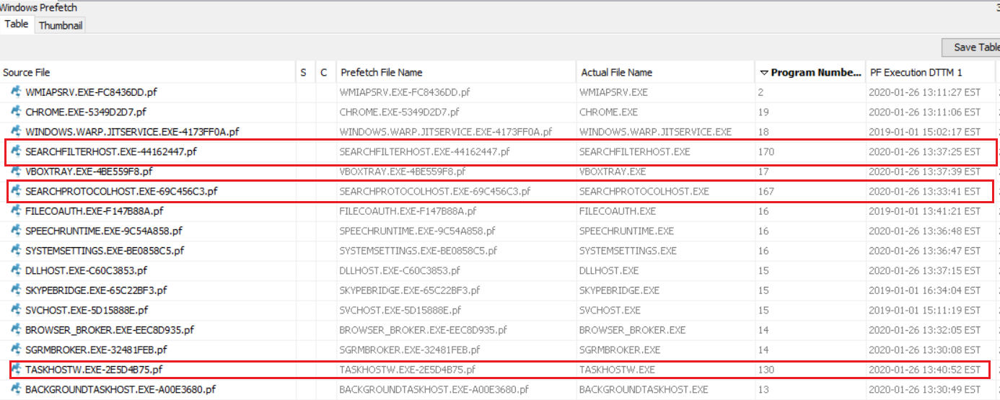 Windows Prefetch
Table Thumbnail
Save Table
Source File S C Prefetch File Name Actual File Name Program Numbe... PF Execution DTTM 1
WMIAPSRV.EXE-FC8436DD.pf WMIAPSRV.EXE-FC8436DD.pf WMIAPSRV.EXE 2 2020-01-26 13:11:27 EST
CHROME.EXE-5349D2D7.pf CHROME.EXE-5349D2D7.pf CHROME.EXE 19 2020-01-26 13:11:06 EST
WINDOWS.WARP.JITSERVICE.EXE-4173FF0A.pf WINDOWS.WARP.JITSERVICE.EXE-4173FF0A.pf WINDOWS.WARP.JITSERVICE.EXE 18 2019-01-01 15:02:17 EST
SEARCHFILTERHOST.EXE-44162447.pf SEARCHFILTERHOST.EXE-44162447.pf SEARCHFILTERHOST.EXE 170 2020-01-26 13:37:25 EST
VBOXTRAY.EXE-4BE559F8.pf VBOXTRAY.EXE-4BE559F8.pf VBOXTRAY.EXE 17 2020-01-26 13:37:39 EST
SEARCHPROTOCOLHOST.EXE-69C456C3.pf SEARCHPROTOCOLHOST.EXE-69C456C3.pf SEARCHPROTOCOLHOST.EXE 167 2020-01-26 13:33:41 EST
FILECOAUTH.EXE-F147B88A.pf FILECOAUTH.EXE-F147B88A.pf FILECOAUTH.EXE 16 2019-01-01 13:41:21 EST
SPEECHRUNTIME.EXE-9C54A858.pf SPEECHRUNTIME.EXE-9C54A858.pf SPEECHRUNTIME.EXE 16 2020-01-26 13:36:48 EST
SYSTEMSETTINGS.EXE-BE0858C5.pf SYSTEMSETTINGS.EXE-BE0858C5.pf SYSTEMSETTINGS.EXE 16 2020-01-26 13:36:47 EST
DLLHOST.EXE-C60C3853.pf DLLHOST.EXE-C60C3853.pf DLLHOST.EXE 15 2020-01-26 13:37:15 EST
SKYPEBRIDGE.EXE-65C22BF3.pf SKYPEBRIDGE.EXE-65C22BF3.pf SKYPEBRIDGE.EXE 15 2019-01-01 16:34:04 EST
SVCHOST.EXE-5D15888E.pf SVCHOST.EXE-5D15888E.pf SVCHOST.EXE 15 2019-01-01 15:11:19 EST
BROWSER_BROKER.EXE-EEC8D935.pf BROWSER_BROKER.EXE-EEC8D935.pf BROWSER_BROKER.EXE 14 2020-01-26 13:32:05 EST
SGRMBROKER.EXE-32481FEB.pf SGRMBROKER.EXE-32481FEB.pf SGRMBROKER.EXE 14 2020-01-26 13:30:08 EST
TASKHOSTW.EXE-2E5D4B75.pf TASKHOSTW.EXE-2E5D4B75.pf TASKHOSTW.EXE 130 2020-01-26 13:40:52 EST
BACKGROUNDTASKHOST.EXE-A00E3680.pf BACKGROUNDTASKHOST.EXE-A00E3680.pf BACKGROUNDTASKHOST.EXE 13 2020-01-26 13:30:49 EST